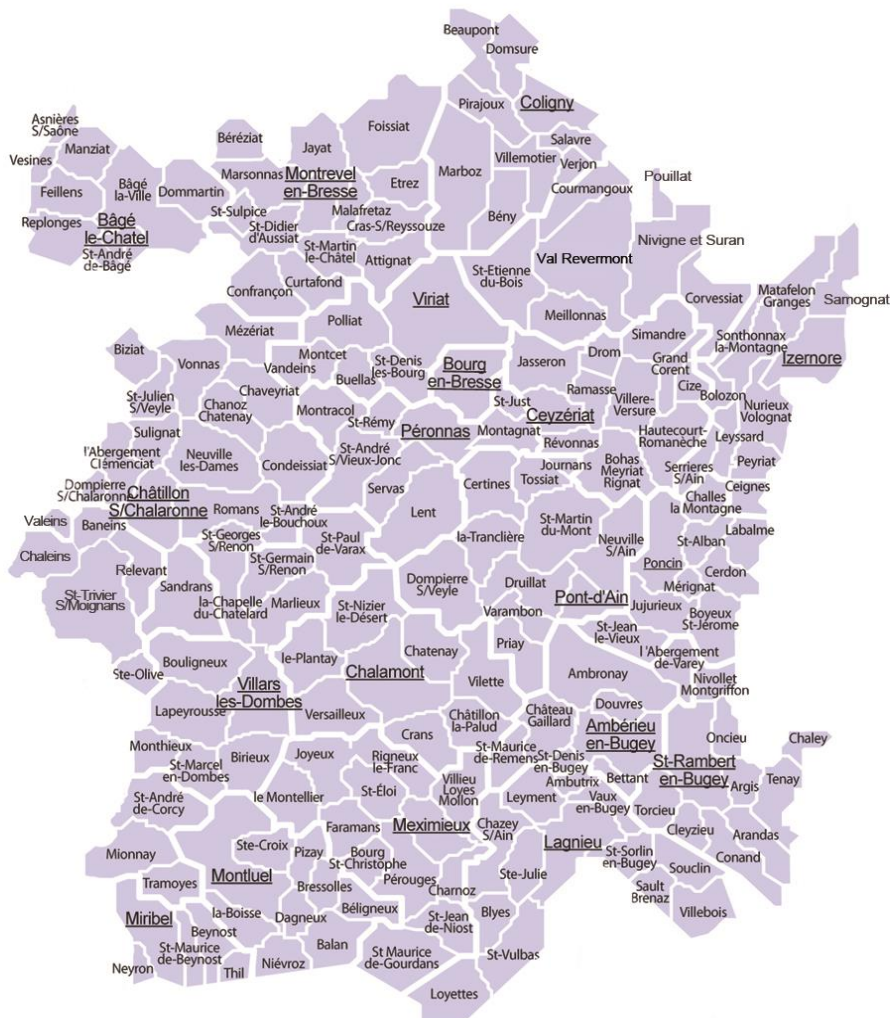 Beaupont
Domsure
Pirajoux
Coligny
Asnières
S/Saône
Foissiat
Béréziat
Jayat
Salavre
Manziat
Vesines
Villemotier
Verjon
Marsonnas
Montrevel
en-Bresse
Marboz
Courmangoux
Pouillat
Bâgé
la-Ville
Dommartin
Feillens
Etrez
Malafretaz
Cras-S/Reyssouze
Bény
St-Sulpice
St-Didier
d'Aussiat
Replonges
Bâgé
le-Chatel
St-André
de-Bâgé
St-Martin
le-Châtel
Attignat
Nivigne et Suran
St-Etienne
du-Bois
Val Revermont
Confrançon
Curtafond
Viriat
Matafelon
Granges
Samognat
Corvessiat
Mézériat
Polliat
Meillonnas
Simandre
Sonthonnax
la-Montagne
Izernore
Biziat
Vonnas
Montcet
Vandeins
Buellas
St-Denis
les-Bourg
Bourg
en-Bresse
Jasseron
Drom
Grand
Corent
St-Julien
S/Veyle
Chanoz
Chatenay
Chaveyriat
Ramasse
Villere-
Versure
Cize
Bolozon
Nurieux
Volognat
Montracol
St-Rémy
St-Just
Ceyzériat
Péronnas
Montagnat
Sulignat
Révonnas
Hautecourt-
Romanèche
Leyssard
l'Abergement
Clémenciat
Neuville
les-Dames
Condeissiat
St-André
S/Vieux-Jonc
Journans
Tossiat
Bohas
Meyriat
Rignat
Serrieres
S/Ain
Peyriat
Ceignes
Dompierre
S/Chalaronne
Châtillon
S/Chalaronne
Servas
Certines
Challes
la Montagne
Romans
St-André
le-Bouchoux
Lent
Valeins
Baneins
St-Georges
S/Renon
St-Paul
de-Varax
la-Tranclière
St-Martin
du-Mont
Neuville
S/Ain
St-Alban
Labalme
Chaleins
Relevant
St-Germain
S/Renon
Poncin
Cerdon
St-Trivier
S/Moignans
Sandrans
la-Chapelle
du-Chatelard
Marlieux
St-Nizier
le-Désert
Dompierre
S/Veyle
Druillat
Pont-d'Ain
Varambon
Mérignat
Jujurieux
Boyeux
St-Jérome
St-Jean
le-Vieux
Ste-Olive
Bouligneux
le-Plantay
Chatenay
Priay
l 'Abergement
de-Varey
Chalamont
Ambronay
Nivollet
Montgriffon
Villars
les-Dombes
Vilette
Lapeyrousse
Versailleux
Châtillon
la-Palud
Château
Gaillard
Douvres
Crans
Ambérieu
en-Bugey
Oncieu
Chaley
Monthieux
Birieux
Joyeux
Rigneux
le-Franc
St-Maurice
de-Remens
St-Denis
en-Bugey
St-Marcel
en-Dombes
Villieu
Loyes
Mollon
Ambutrix
Bettant
St-Rambert
en-Bugey
Argis
Tenay
St-André
de-Corcy
le Montellier
St-Éloi
Leyment
Vaux
en-Bugey
Torcieu
Faramans
Meximieux
Chazey
S/Ain
Lagnieu
Cleyzieu
Arandas
Mionnay
Ste-Croix
Pizay
Bourg
St-Christophe
St-Sorlin
en-Bugey
Conand
Tramoyes
Montluel
Bressolles
Pérouges
Charnoz
Ste-Julie
Souclin
Sault
Brenaz
Miribel
la-Boisse
Dagneux
Béligneux
St-Jean
de-Niost
Blyes
Villebois
Beynost
St-Maurice
de-Beynost
Balan
St Maurice
de-Gourdans
St-Vulbas
Neyron
Thil
Niévroz
Loyettes